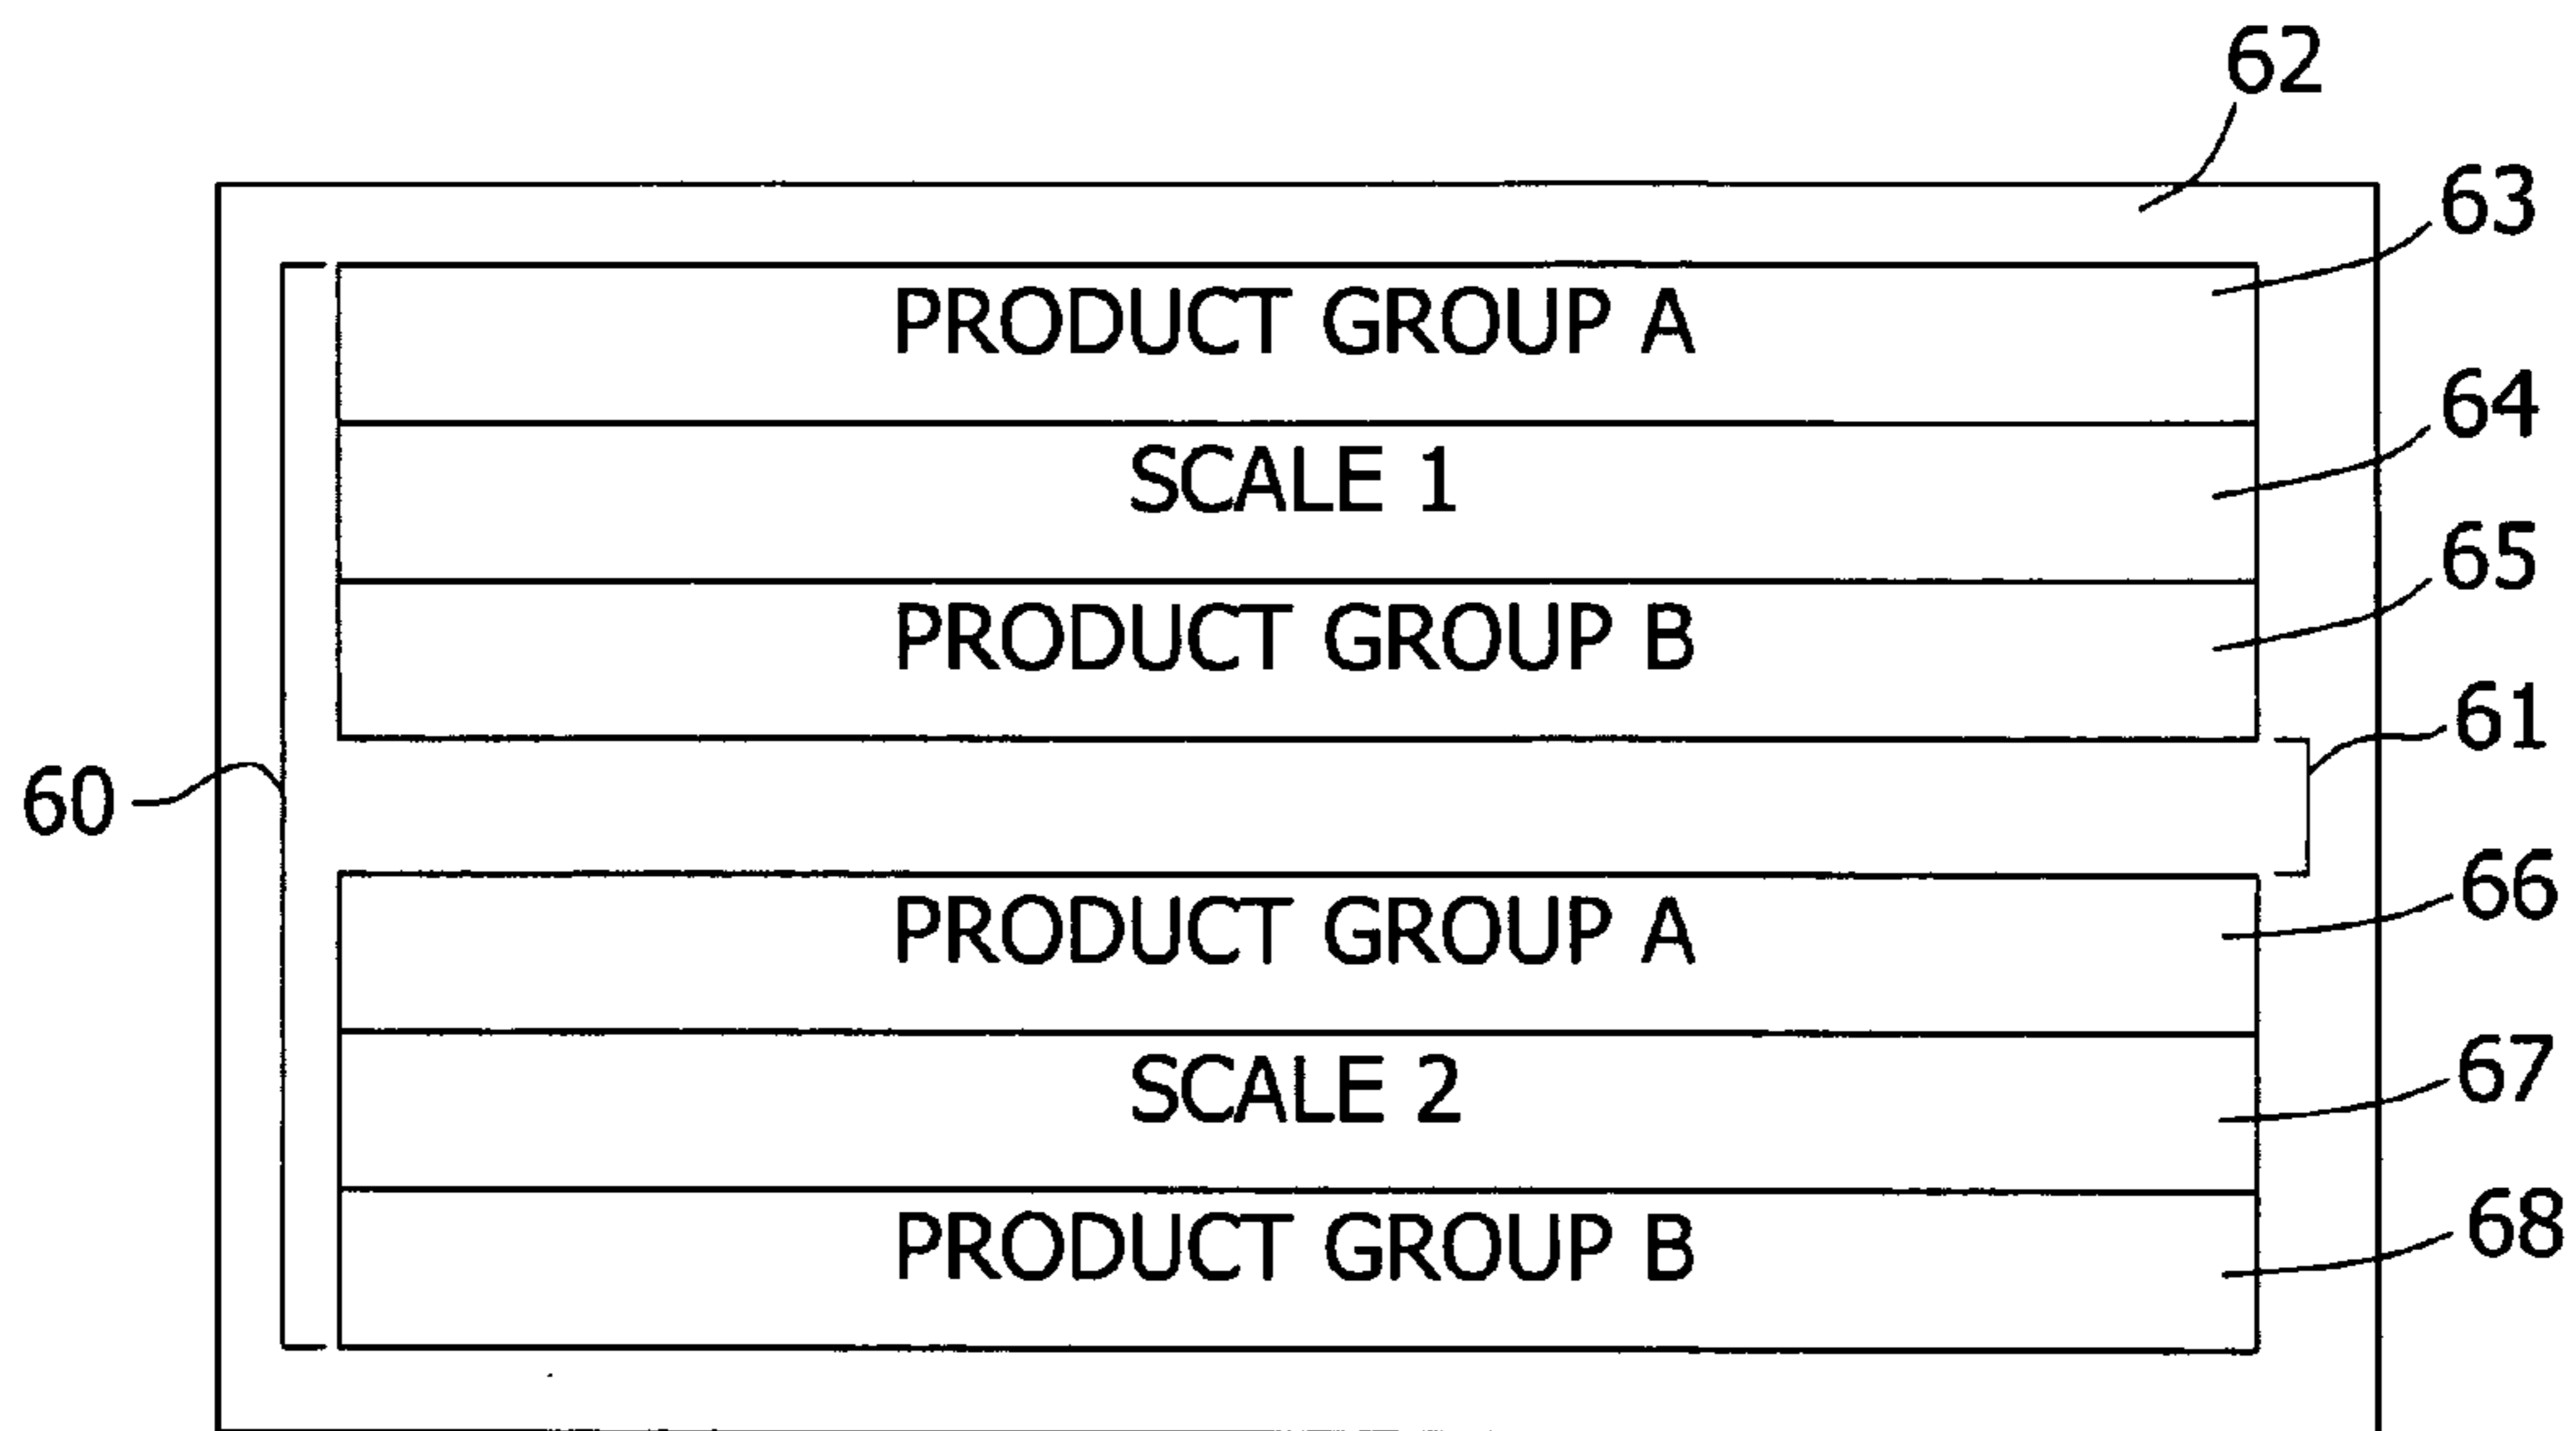 62
63
PRODUCT GROUP A
64
SCALE 1
65
PRODUCT GROUP B
61
60
66
PRODUCT GROUP A
67
SCALE 2
68
PRODUCT GROUP B